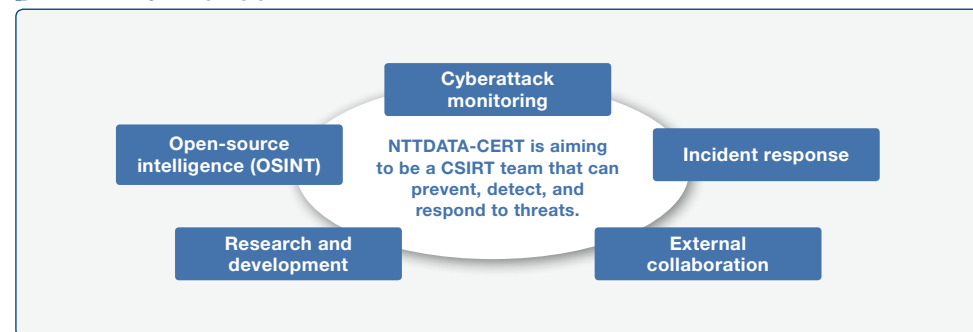 Cyberattack
monitoring
Open-source
intelligence (OSINT)
NTTDATA-CERT is aiming
to be a CSIRT team that can
prevent, detect, and
respond to threats.
Incident response
Research and
development
External
collaboration